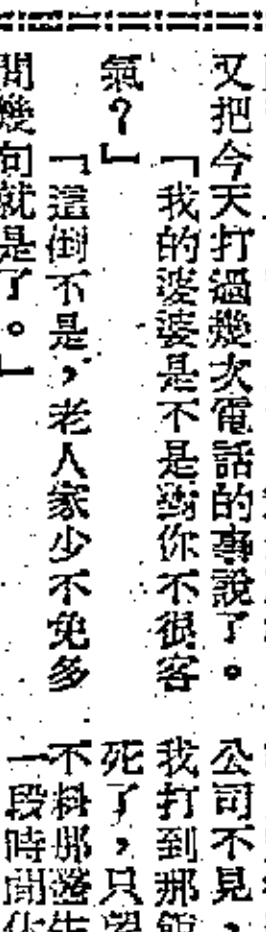 又把今天打過幾次電話的事說了。
「我的婆婆是不是對你不很客
氣？」
「這倒不是，老人家少不免多
問幾句就是了。」
公司不見，
我打到那
死了，只
不料那
一段時間